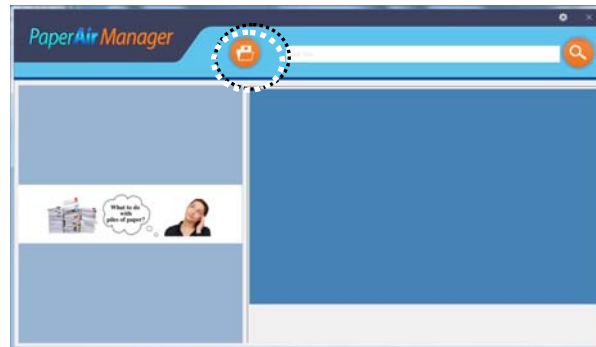 PaperAir Manager
What to do
with
piles of paper?